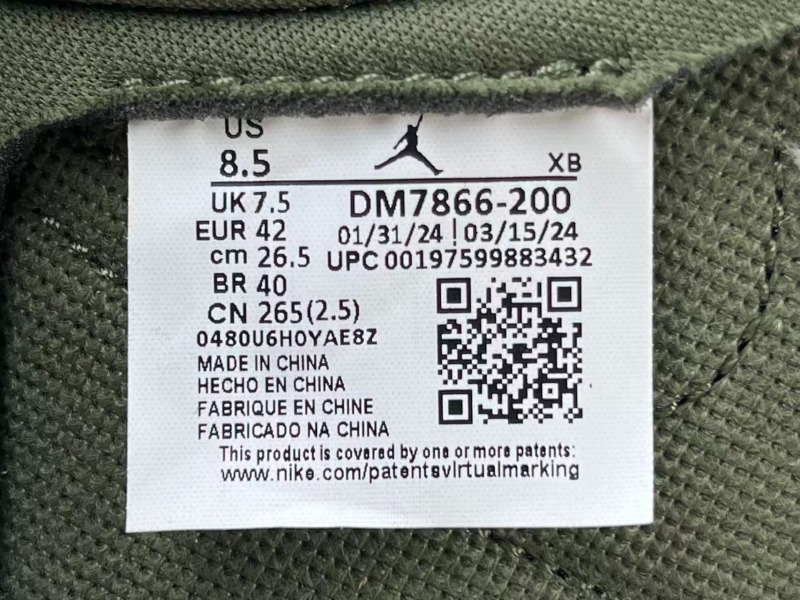 US
8.5
XB
UK 7.5
DM7866-200
EUR 42
01/31/24 | 03/15/24
cm 26.5
UPC 00197599883432
BR 40
CN 265(2.5)
0480U6H0YAE8Z
MADE IN CHINA
HECHO EN CHINA
FABRIQUE EN CHINE
FABRICADO NA CHINA
This product is covered by one or more patents:
www.nike.com/patentsvirtualmarking